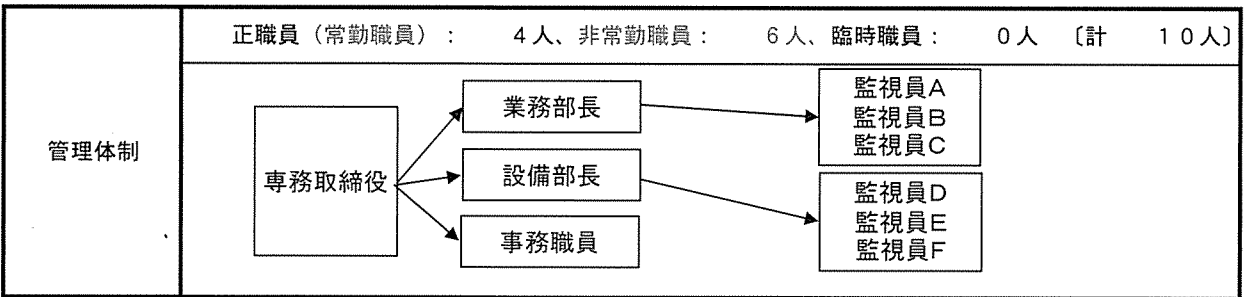 正職員（常勤職員）： 4人、非常勤職員： 6人、臨時職員： 0人 〔計 10人〕
管理体制
専務取締役
業務部長
設備部長
事務職員
監視員A
監視員B
監視員C
監視員D
監視員E
監視員F